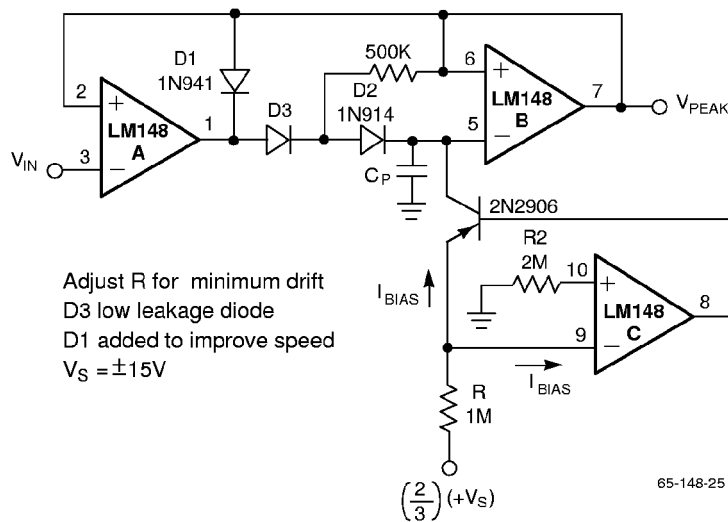 D1
1N941
500K
D2
1N914
D3
2
+
LM148
A
1
V_IN
3
−
6
+
LM148
B
7
V_PEAK
5
−
C_P
2N2906
R2
2M
10
+
LM148
C
8
9
−
I_BIAS
I_BIAS
Adjust R for minimum drift
D3 low leakage diode
D1 added to improve speed
V_S = ±15V
R
1M
(2/3) (+V_S)
65-148-25